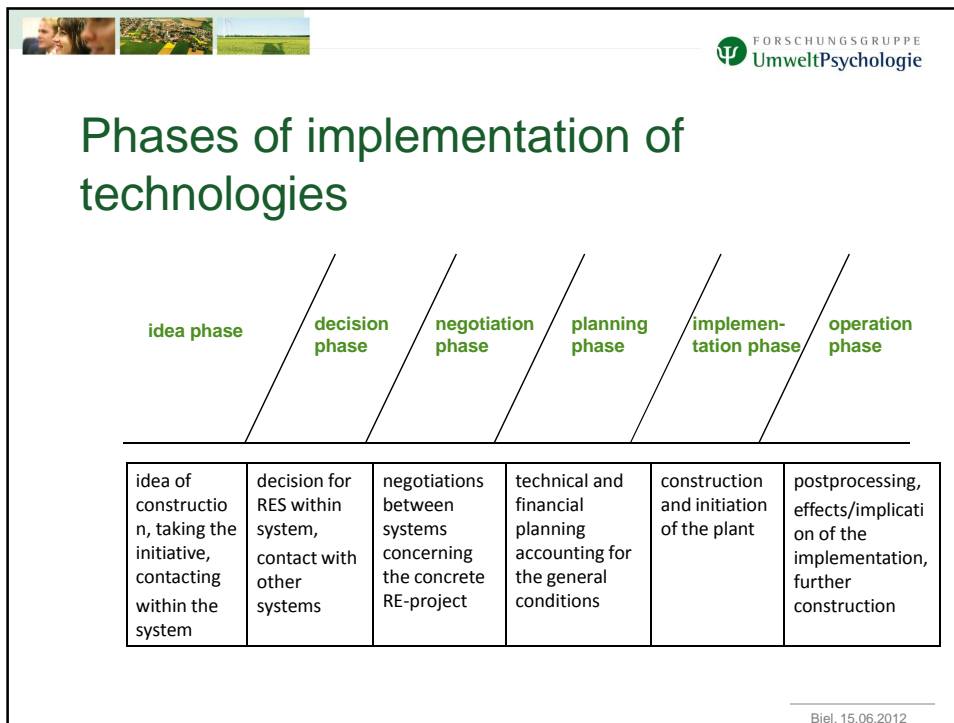 FORSCHUNGSGRUPPE
UmweltPsychologie
Phases of implementation of
technologies
idea phase
decision
phase
negotiation
phase
planning
phase
implemen-
tation phase
operation
phase
idea of
constructio
n, taking the
initiative,
contacting
within the
system
decision for
RES within
system,
contact with
other
systems
negotiations
between
systems
concerning
the concrete
RE-project
technical and
financial
planning
accounting for
the general
conditions
construction
and initiation
of the plant
postprocessing,
effects/implicati
on of the
implementation,
further
construction
Biel, 15.06.2012